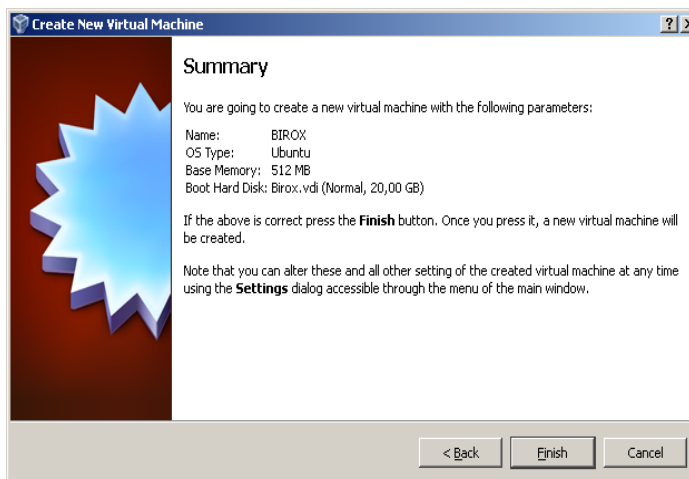 Create New Virtual Machine
Summary
You are going to create a new virtual machine with the following parameters:
Name: BIROX
OS Type: Ubuntu
Base Memory: 512 MB
Boot Hard Disk: Birox.vdi (Normal, 20,00 GB)
If the above is correct press the Finish button. Once you press it, a new virtual machine will
be created.
Note that you can alter these and all other setting of the created virtual machine at any time
using the Settings dialog accessible through the menu of the main window.
< Back Finish Cancel